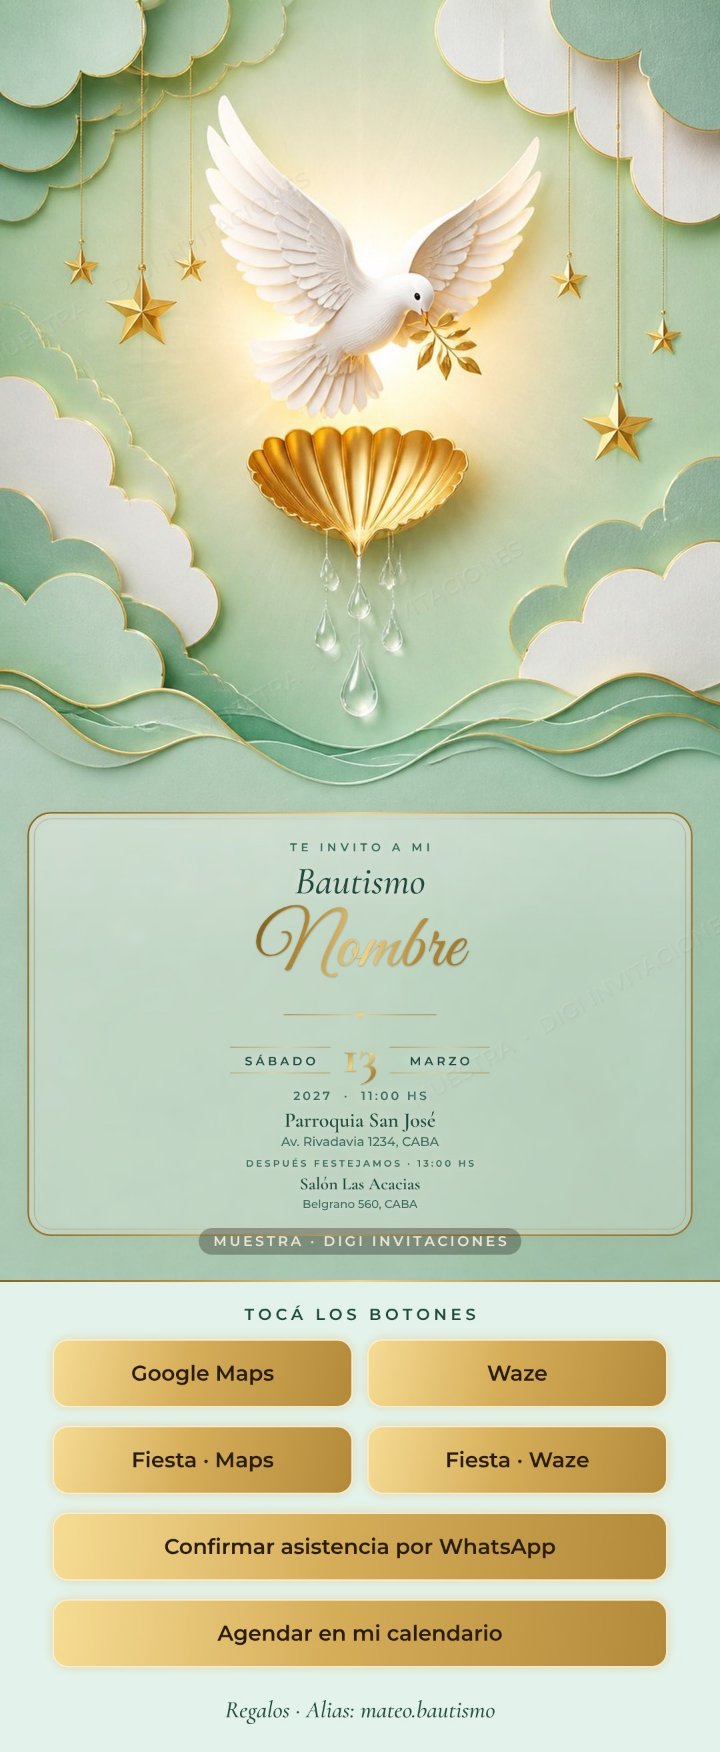 TE INVITO A MI
Bautismo
Nombre
SÁBADO 13 MARZO
2027 · 11:00 HS
Parroquia San José
Av. Rivadavia 1234, CABA
DESPUÉS FESTEJAMOS · 13:00 HS
Salón Las Acacias
Belgrano 560, CABA
MUESTRA · DIGI INVITACIONES
TOCÁ LOS BOTONES
Google Maps
Waze
Fiesta · Maps
Fiesta · Waze
Confirmar asistencia por WhatsApp
Agendar en mi calendario
Regalos · Alias: mateo.bautismo